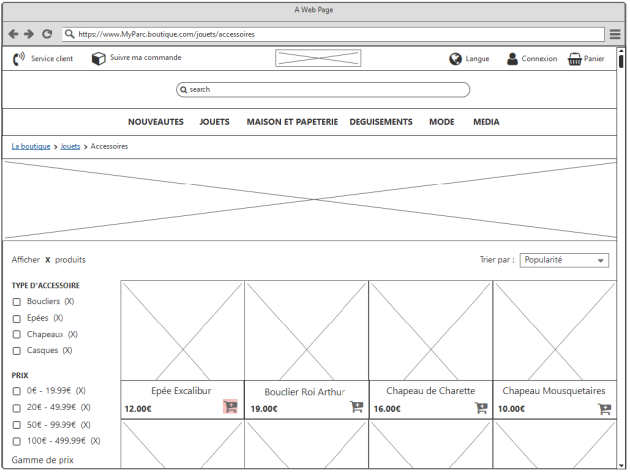 A Web Page
https://www.MyParc.boutique.com/jouets/accessoires
Service client Suivre ma commande Langue Connexion Panier
search
NOUVEAUTES JOUETS MAISON ET PAPETERIE DEGUISEMENTS MODE MEDIA
La boutique > Jouets > Accessoires
Afficher X produits Trier par : Popularité
TYPE D'ACCESSOIRE
Boucliers (X)
Epées (X)
Chapeaux (X)
Casques (X)
PRIX
0€ - 19.99€ (X)
20€ - 49.99€ (X)
50€ - 99.99€ (X)
100€ - 499.99€ (X)
Gamme de prix
Epée Excalibur
12.00€
Bouclier Roi Arthur
19.00€
Chapeau de Charette
16.00€
Chapeau Mousquetaires
10.00€